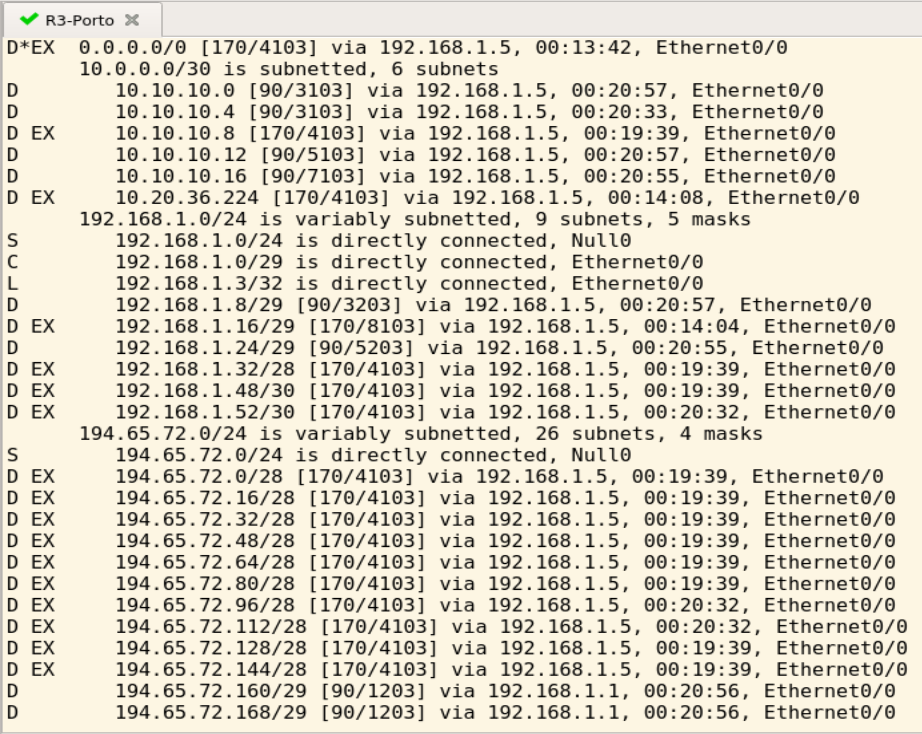 R3-Porto
D*EX  0.0.0.0/0 [170/4103] via 192.168.1.5, 00:13:42, Ethernet0/0
      10.0.0.0/30 is subnetted, 6 subnets
D        10.10.10.0 [90/3103] via 192.168.1.5, 00:20:57, Ethernet0/0
D        10.10.10.4 [90/3103] via 192.168.1.5, 00:20:33, Ethernet0/0
D EX     10.10.10.8 [170/4103] via 192.168.1.5, 00:19:39, Ethernet0/0
D        10.10.10.12 [90/5103] via 192.168.1.5, 00:20:57, Ethernet0/0
D        10.10.10.16 [90/7103] via 192.168.1.5, 00:20:55, Ethernet0/0
D EX     10.20.36.224 [170/4103] via 192.168.1.5, 00:14:08, Ethernet0/0
      192.168.1.0/24 is variably subnetted, 9 subnets, 5 masks
S        192.168.1.0/24 is directly connected, Null0
C        192.168.1.0/29 is directly connected, Ethernet0/0
L        192.168.1.3/32 is directly connected, Ethernet0/0
D        192.168.1.8/29 [90/3203] via 192.168.1.5, 00:20:57, Ethernet0/0
D EX     192.168.1.16/29 [170/8103] via 192.168.1.5, 00:14:04, Ethernet0/0
D        192.168.1.24/29 [90/5203] via 192.168.1.5, 00:20:55, Ethernet0/0
D EX     192.168.1.32/28 [170/4103] via 192.168.1.5, 00:19:39, Ethernet0/0
D EX     192.168.1.48/30 [170/4103] via 192.168.1.5, 00:19:39, Ethernet0/0
D EX     192.168.1.52/30 [170/4103] via 192.168.1.5, 00:20:32, Ethernet0/0
      194.65.72.0/24 is variably subnetted, 26 subnets, 4 masks
S        194.65.72.0/24 is directly connected, Null0
D EX     194.65.72.0/28 [170/4103] via 192.168.1.5, 00:19:39, Ethernet0/0
D EX     194.65.72.16/28 [170/4103] via 192.168.1.5, 00:19:39, Ethernet0/0
D EX     194.65.72.32/28 [170/4103] via 192.168.1.5, 00:19:39, Ethernet0/0
D EX     194.65.72.48/28 [170/4103] via 192.168.1.5, 00:19:39, Ethernet0/0
D EX     194.65.72.64/28 [170/4103] via 192.168.1.5, 00:19:39, Ethernet0/0
D EX     194.65.72.80/28 [170/4103] via 192.168.1.5, 00:19:39, Ethernet0/0
D EX     194.65.72.96/28 [170/4103] via 192.168.1.5, 00:20:32, Ethernet0/0
D EX     194.65.72.112/28 [170/4103] via 192.168.1.5, 00:20:32, Ethernet0/0
D EX     194.65.72.128/28 [170/4103] via 192.168.1.5, 00:19:39, Ethernet0/0
D EX     194.65.72.144/28 [170/4103] via 192.168.1.5, 00:19:39, Ethernet0/0
D        194.65.72.160/29 [90/1203] via 192.168.1.1, 00:20:56, Ethernet0/0
D        194.65.72.168/29 [90/1203] via 192.168.1.1, 00:20:56, Ethernet0/0